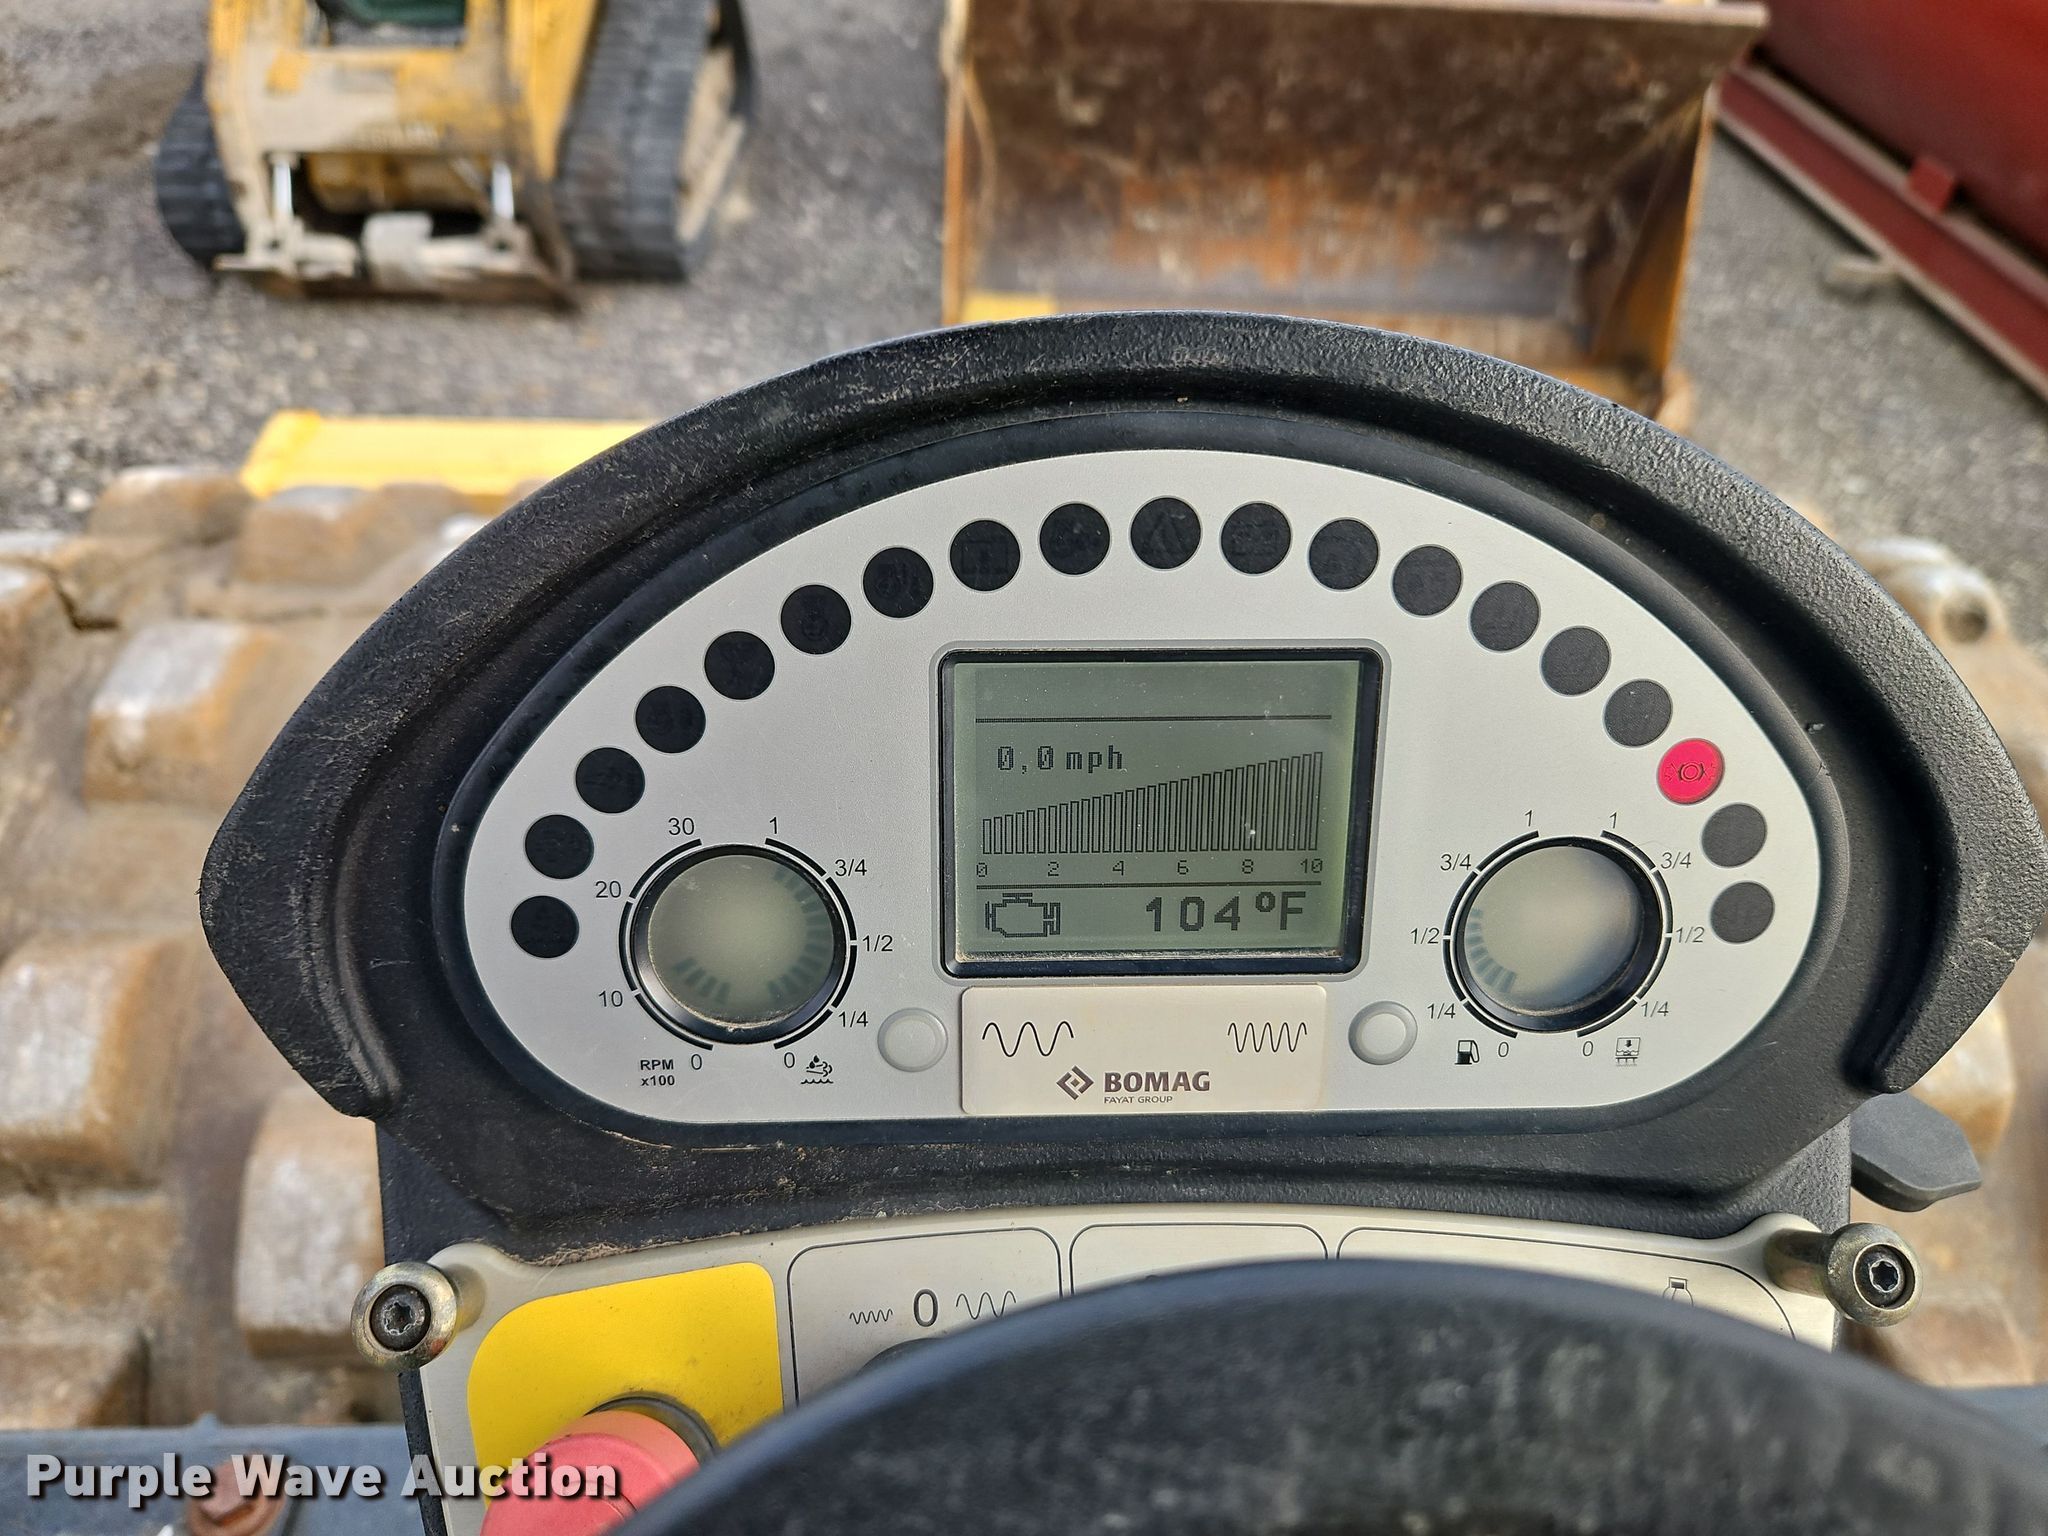 0,0 mph
0 2 4 6 8 10
104°F
30 1
20 3/4
1/2
10 1/4
RPM
x100
0 0
1 1
3/4 3/4
1/2 1/2
1/4 1/4
0 0
BOMAG
FAYAT GROUP
0
Purple Wave Auction